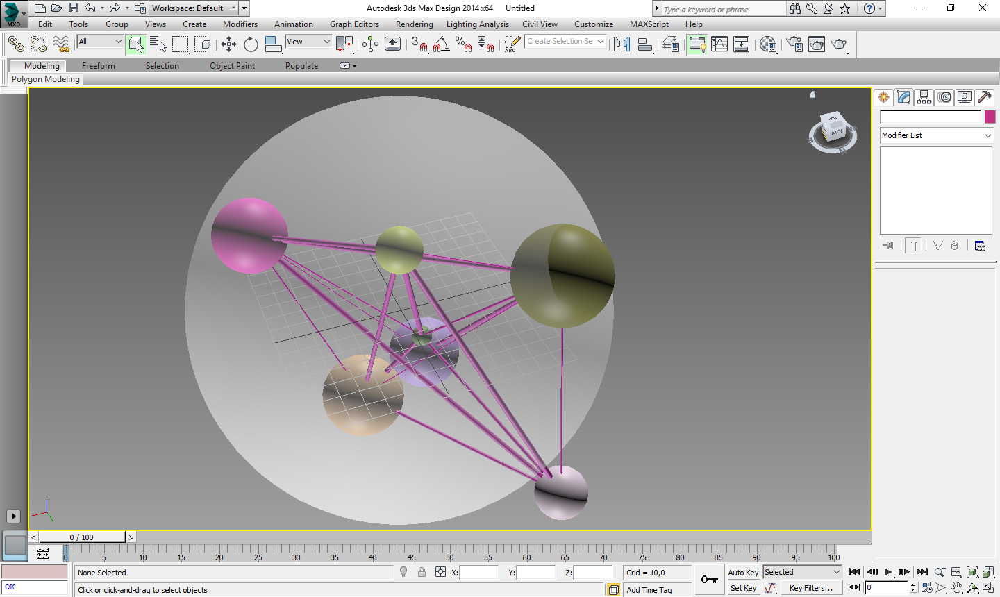 Workspace: Default
Autodesk 3ds Max Design 2014 x64 Untitled
Type a keyword or phrase
MXD
Edit Tools Group Views Create Modifiers Animation Graph Editors Rendering Lighting Analysis Civil View Customize MAXScript Help
All
View
3
%
ABC
Create Selection Se
Modeling Freeform Selection Object Paint Populate
Polygon Modeling
BACK
Modifier List
< 0 / 100 >
0 5 10 15 20 25 30 35 40 45 50 55 60 65 70 75 80 85 90 95 100
None Selected X: Y: Z: Grid = 10,0 Auto Key Selected
OK Click or click-and-drag to select objects Add Time Tag Set Key Key Filters... 0